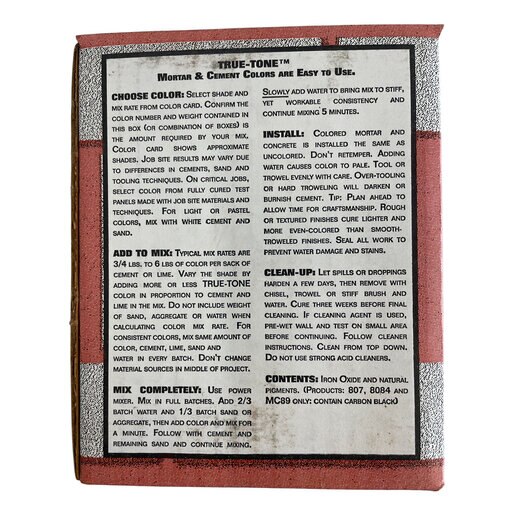 TRUE-TONE™
MORTAR & CEMENT COLORS ARE EASY TO USE.
CHOOSE COLOR: SELECT SHADE AND
MIX RATE FROM COLOR CARD. CONFIRM THE
COLOR NUMBER AND WEIGHT CONTAINED IN
THIS BOX (OR COMBINATION OF BOXES) IS
THE AMOUNT REQUIRED BY YOUR MIX.
COLOR CARD SHOWS APPROXIMATE
SHADES. JOB SITE RESULTS MAY VARY DUE
TO DIFFERENCES IN CEMENTS, SAND AND
TOOLING TECHNIQUES. ON CRITICAL JOBS,
SELECT COLOR FROM FULLY CURED TEST
PANELS MADE WITH JOB SITE MATERIALS AND
TECHNIQUES. FOR LIGHT OR PASTEL
COLORS, MIX WITH WHITE CEMENT AND
SAND.
ADD TO MIX: TYPICAL MIX RATES ARE
3/4 LBS. TO 6 LBS OF COLOR PER SACK OF
CEMENT OR LIME. VARY THE SHADE BY
ADDING MORE OR LESS TRUE-TONE
COLOR IN PROPORTION TO CEMENT AND
LIME IN THE MIX. DO NOT INCLUDE WEIGHT
OF SAND, AGGREGATE OR WATER WHEN
CALCULATING COLOR MIX RATE. FOR
CONSISTENT COLORS, MIX SAME AMOUNT OF
COLOR, CEMENT, LIME, SAND AND
WATER IN EVERY BATCH. DON'T CHANGE
MATERIAL SOURCES IN MIDDLE OF PROJECT.
MIX COMPLETELY: USE POWER
MIXER. MIX IN FULL BATCHES. ADD 2/3
BATCH WATER AND 1/3 BATCH SAND OR
AGGREGATE, THEN ADD COLOR AND MIX FOR
A MINUTE. FOLLOW WITH CEMENT AND
REMAINING SAND AND CONTINUE MIXING.
SLOWLY ADD WATER TO BRING MIX TO STIFF,
YET WORKABLE CONSISTENCY AND
CONTINUE MIXING 5 MINUTES.
INSTALL: COLORED MORTAR AND
CONCRETE IS INSTALLED THE SAME AS
UNCOLORED. DON'T RETEMPER. ADDING
WATER CAUSES COLOR TO PALE. TOOL OR
TROWEL EVENLY WITH CARE. OVER-TOOLING
OR HARD TROWELING WILL DARKEN OR
BURNISH CEMENT. TIP: PLAN AHEAD TO
ALLOW TIME FOR CRAFTSMANSHIP. ROUGH
OR TEXTURED FINISHES CURE LIGHTER AND
MORE EVEN-COLORED THAN SMOOTH-
TROWELED FINISHES. SEAL ALL WORK TO
PREVENT WATER DAMAGE AND STAINS.
CLEAN-UP: LET SPILLS OR DROPPINGS
HARDEN A FEW DAYS, THEN REMOVE WITH
CHISEL, TROWEL OR STIFF BRUSH AND
WATER. CURE THREE WEEKS BEFORE FINAL
CLEANING. IF CLEANING AGENT IS USED,
PRE-WET WALL AND TEST ON SMALL AREA
BEFORE CONTINUING. FOLLOW CLEANER
INSTRUCTIONS. CLEAN FROM TOP DOWN.
DO NOT USE STRONG ACID CLEANERS.
CONTENTS: IRON OXIDE AND NATURAL
PIGMENTS. (PRODUCTS: 807, 8084 AND
MC89 ONLY: CONTAIN CARBON BLACK)